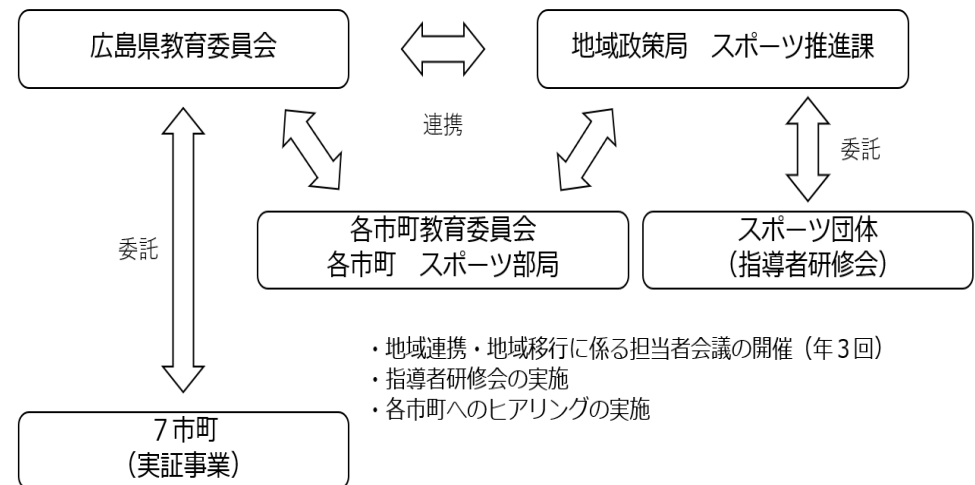 広島県教育委員会
地域政策局　スポーツ推進課
連携
委託
委託
各市町教育委員会
各市町　スポーツ部局
スポーツ団体
（指導者研修会）
・地域連携・地域移行に係る担当者会議の開催（年３回）
・指導者研修会の実施
・各市町へのヒアリングの実施
７市町
（実証事業）